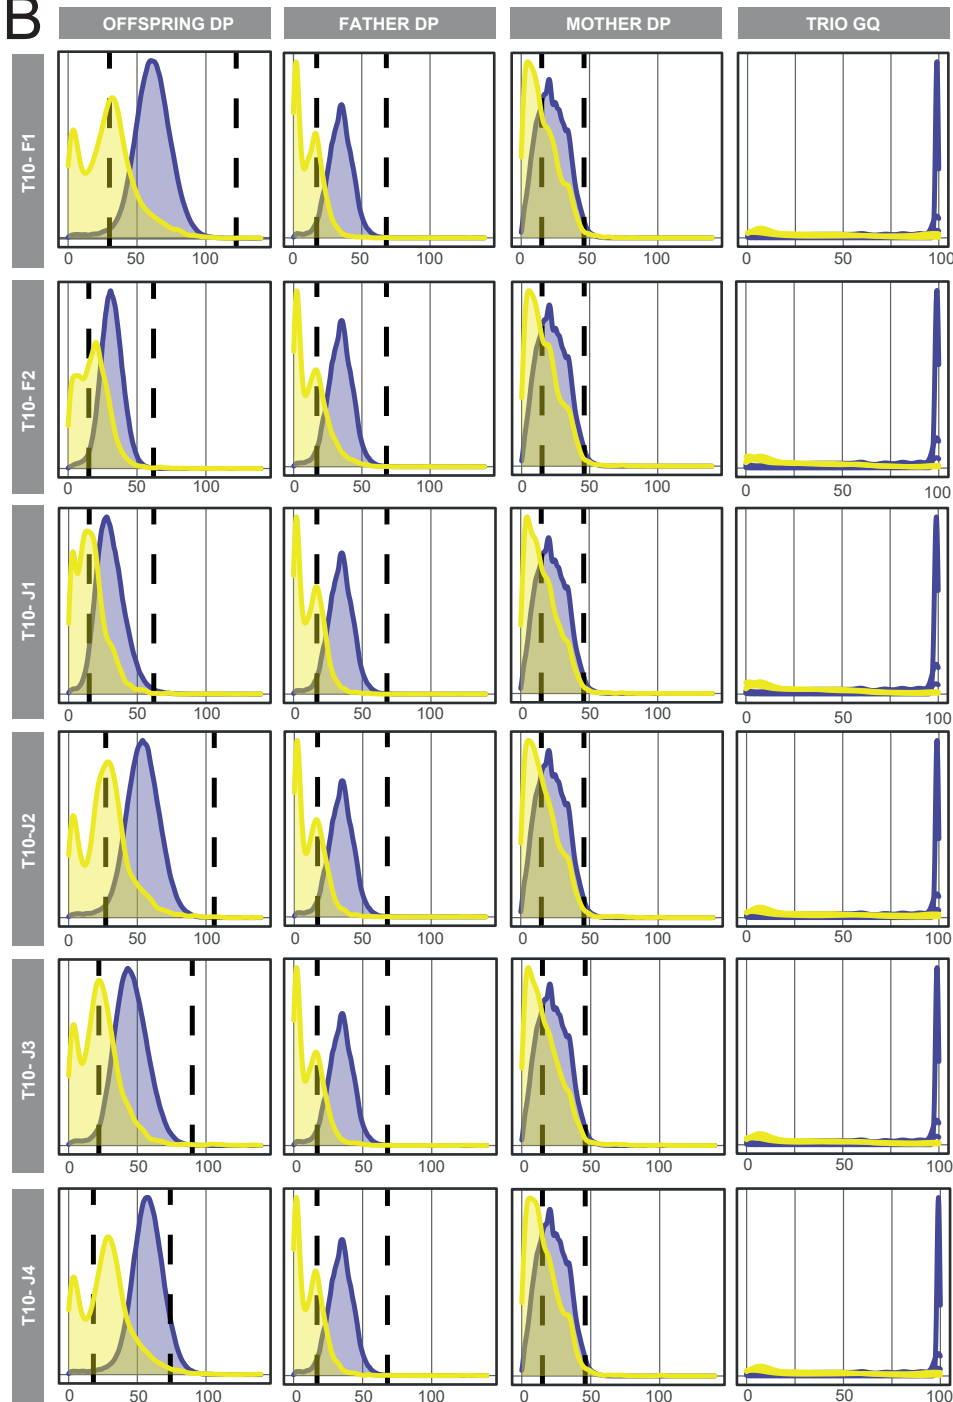 B
OFFSPRING DP FATHER DP MOTHER DP TRIO GQ
T10- F1
0 50 100 0 50 100 0 50 100 0 50 100
T10- F2
0 50 100 0 50 100 0 50 100 0 50 100
T10- J1
0 50 100 0 50 100 0 50 100 0 50 100
T10-J2
0 50 100 0 50 100 0 50 100 0 50 100
T10- J3
0 50 100 0 50 100 0 50 100 0 50 100
T10- J4
0 50 100 0 50 100 0 50 100 0 50 100